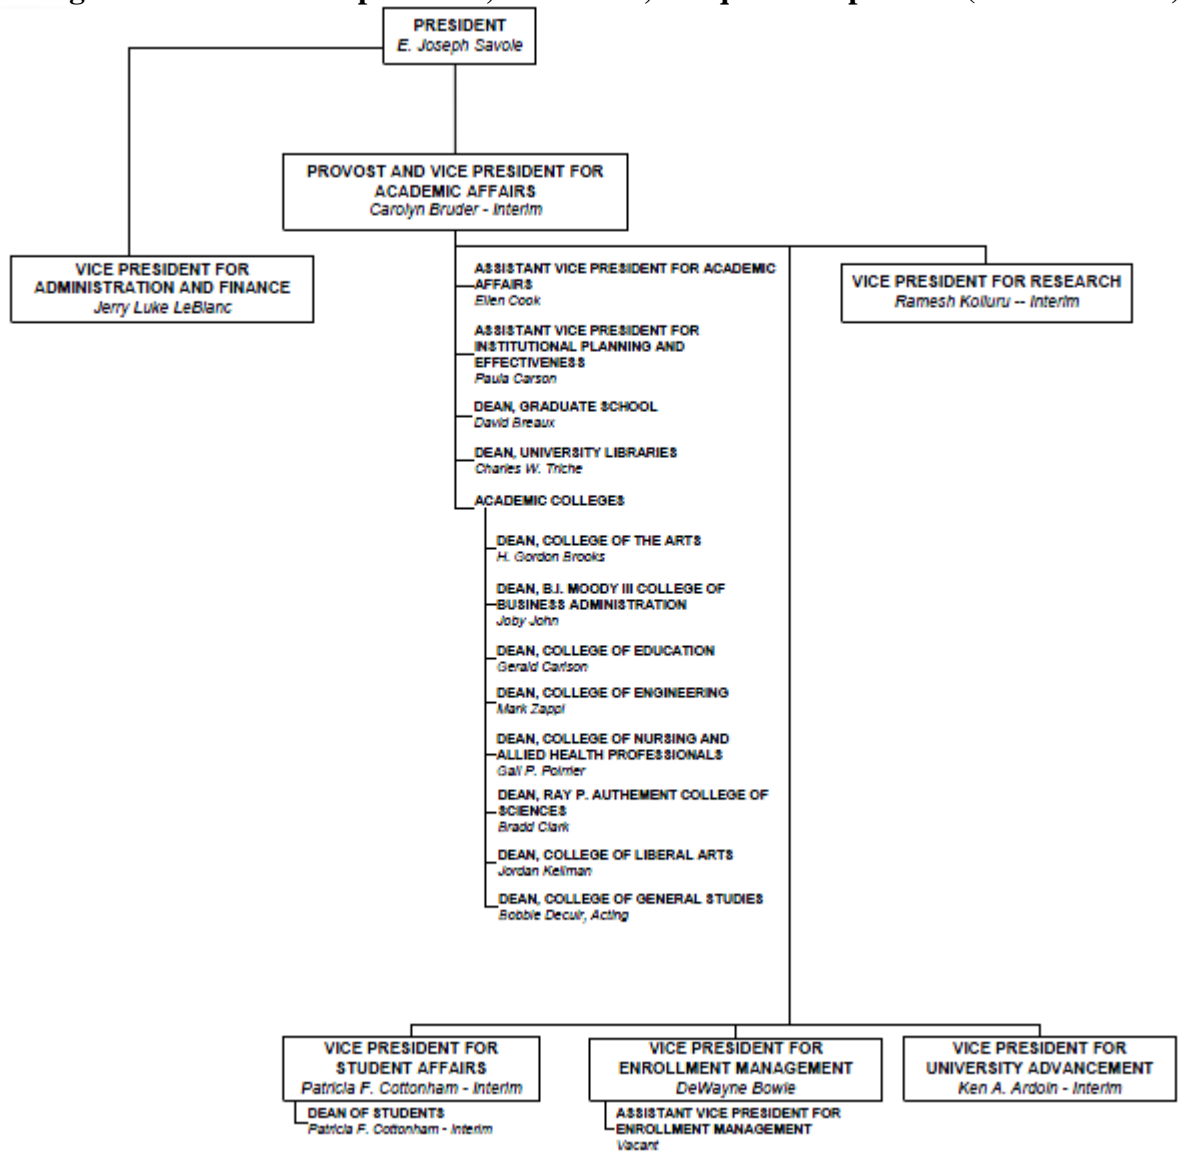 PRESIDENT
E. Joseph Savoie
PROVOST AND VICE PRESIDENT FOR
ACADEMIC AFFAIRS
Carolyn Bruder - Interim
VICE PRESIDENT FOR
ADMINISTRATION AND FINANCE
Jerry Luke LeBlanc
ASSISTANT VICE PRESIDENT FOR ACADEMIC
AFFAIRS
Ellen Cook
VICE PRESIDENT FOR RESEARCH
Ramesh Kolluru -- Interim
ASSISTANT VICE PRESIDENT FOR
INSTITUTIONAL PLANNING AND
EFFECTIVENESS
Paula Carson
DEAN, GRADUATE SCHOOL
David Breaux
DEAN, UNIVERSITY LIBRARIES
Charles W. Triche
ACADEMIC COLLEGES
DEAN, COLLEGE OF THE ARTS
H. Gordon Brooks
DEAN, B.I. MOODY III COLLEGE OF
BUSINESS ADMINISTRATION
Joby John
DEAN, COLLEGE OF EDUCATION
Gerald Carlson
DEAN, COLLEGE OF ENGINEERING
Mark Zappi
DEAN, COLLEGE OF NURSING AND
ALLIED HEALTH PROFESSIONALS
Gail P. Poirrier
DEAN, RAY P. AUTHEMENT COLLEGE OF
SCIENCES
Bradd Clark
DEAN, COLLEGE OF LIBERAL ARTS
Jordan Kellman
DEAN, COLLEGE OF GENERAL STUDIES
Bobbie Decuir, Acting
VICE PRESIDENT FOR
STUDENT AFFAIRS
Patricia F. Cottonham - Interim
DEAN OF STUDENTS
Patricia F. Cottonham - Interim
VICE PRESIDENT FOR
ENROLLMENT MANAGEMENT
DeWayne Bowie
ASSISTANT VICE PRESIDENT FOR
ENROLLMENT MANAGEMENT
Vacant
VICE PRESIDENT FOR
UNIVERSITY ADVANCEMENT
Ken A. Ardoin - Interim